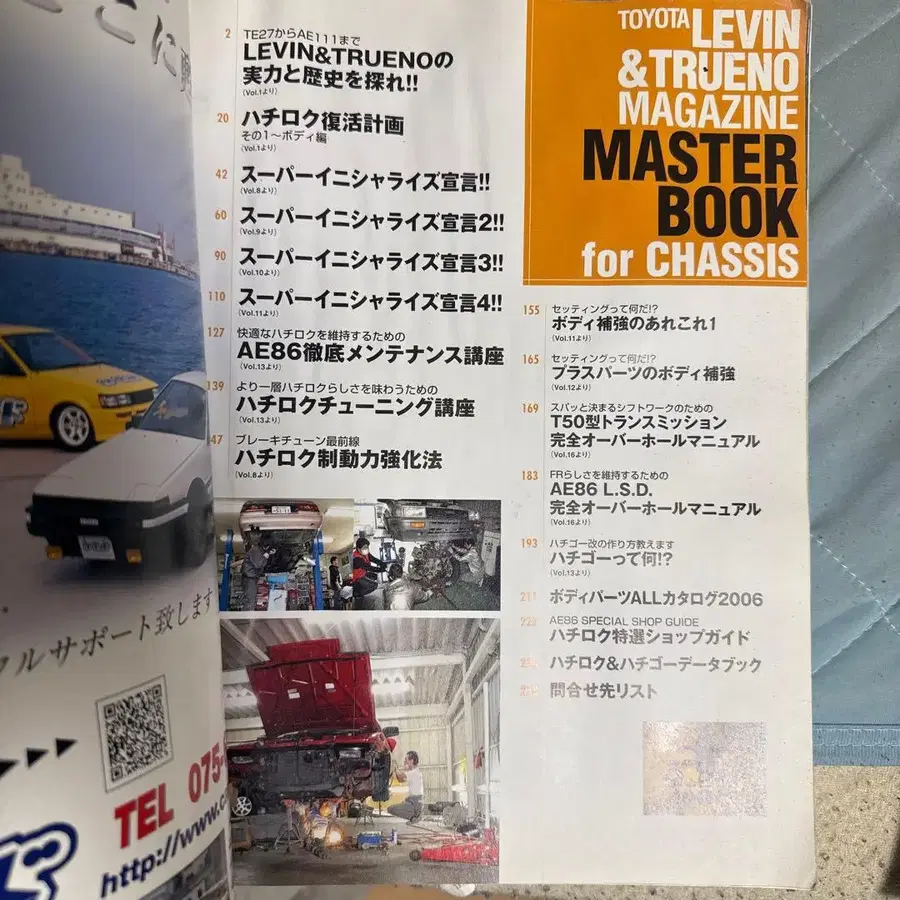 こに
フルサポート致します
TEL 075-
http://www.c
2
TE27からAE111まで
LEVIN&TRUENOの
実力と歴史を探れ!!
(Vol.1より)
20
ハチロク復活計画
その1〜ボディ編
(Vol.1より)
42
スーパーイニシャライズ宣言!!
(Vol.8より)
60
スーパーイニシャライズ宣言2!!
(Vol.9より)
90
スーパーイニシャライズ宣言3!!
(Vol.10より)
110
スーパーイニシャライズ宣言4!!
(Vol.11より)
127
快適なハチロクを維持するための
AE86徹底メンテナンス講座
(Vol.13より)
139
より一層ハチロクらしさを味わうための
ハチロクチューニング講座
(Vol.13より)
47
ブレーキチューン最前線
ハチロク制動力強化法
(Vol.8より)
TOYOTA LEVIN
&TRUENO
MAGAZINE
MASTER
BOOK
for CHASSIS
155
セッティングって何だ!?
ボディ補強のあれこれ1
(Vol.11より)
165
セッティングって何だ!?
プラスパーツのボディ補強
(Vol.12より)
169
スパッと決まるシフトワークのための
T50型トランスミッション
完全オーバーホールマニュアル
(Vol.16より)
183
FRらしさを維持するための
AE86 L.S.D.
完全オーバーホールマニュアル
(Vol.16より)
193
ハチゴー改の作り方教えます
ハチゴーって何!?
(Vol.13より)
211
ボディパーツALLカタログ2006
AE86 SPECIAL SHOP GUIDE
ハチロク特選ショップガイド
ハチロク&ハチゴーデータブック
問合せ先リスト